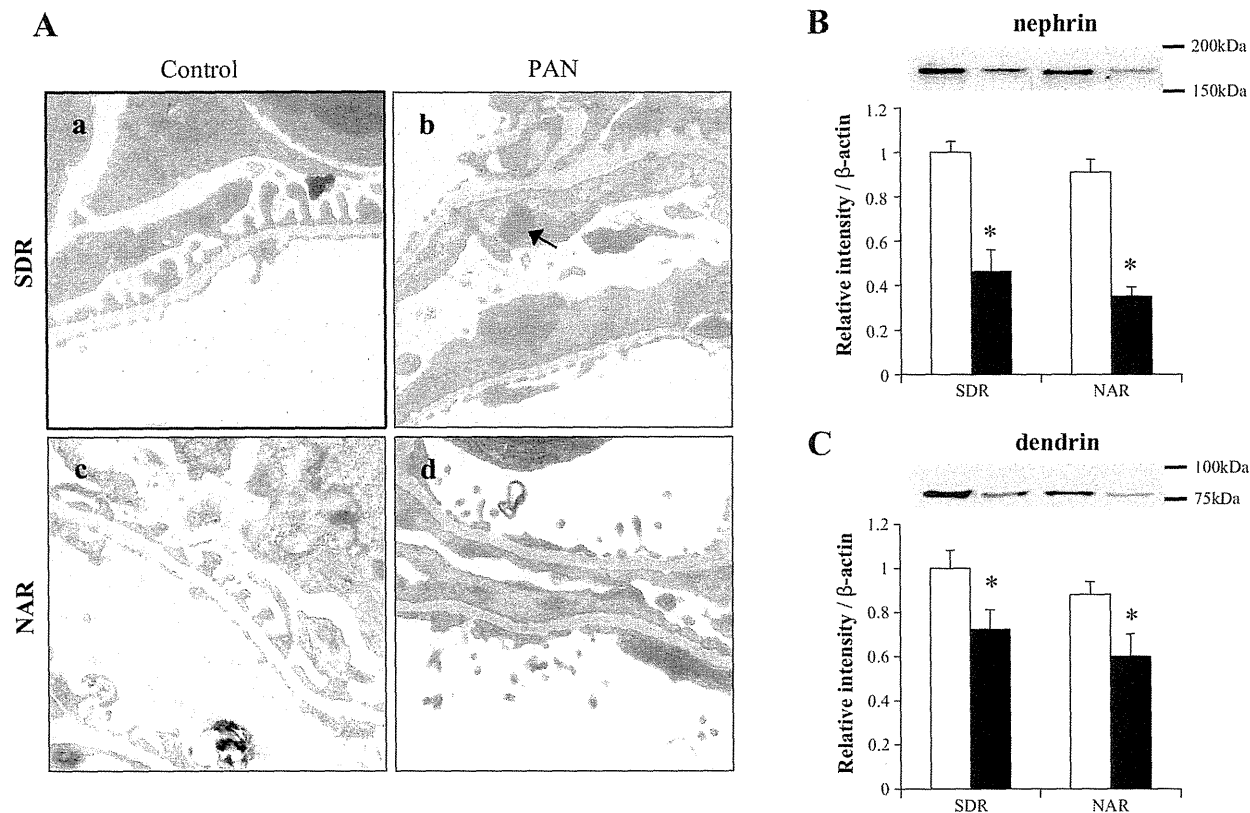 A
Control
PAN
SDR
NAR
a
b
c
d
B
nephrin
200kDa
150kDa
Relative intensity / β-actin
1.2
1
0.8
0.6
0.4
0.2
0
*
*
SDR
NAR
C
dendrin
100kDa
75kDa
Relative intensity / β-actin
1.2
1
0.8
0.6
0.4
0.2
0
*
*
SDR
NAR